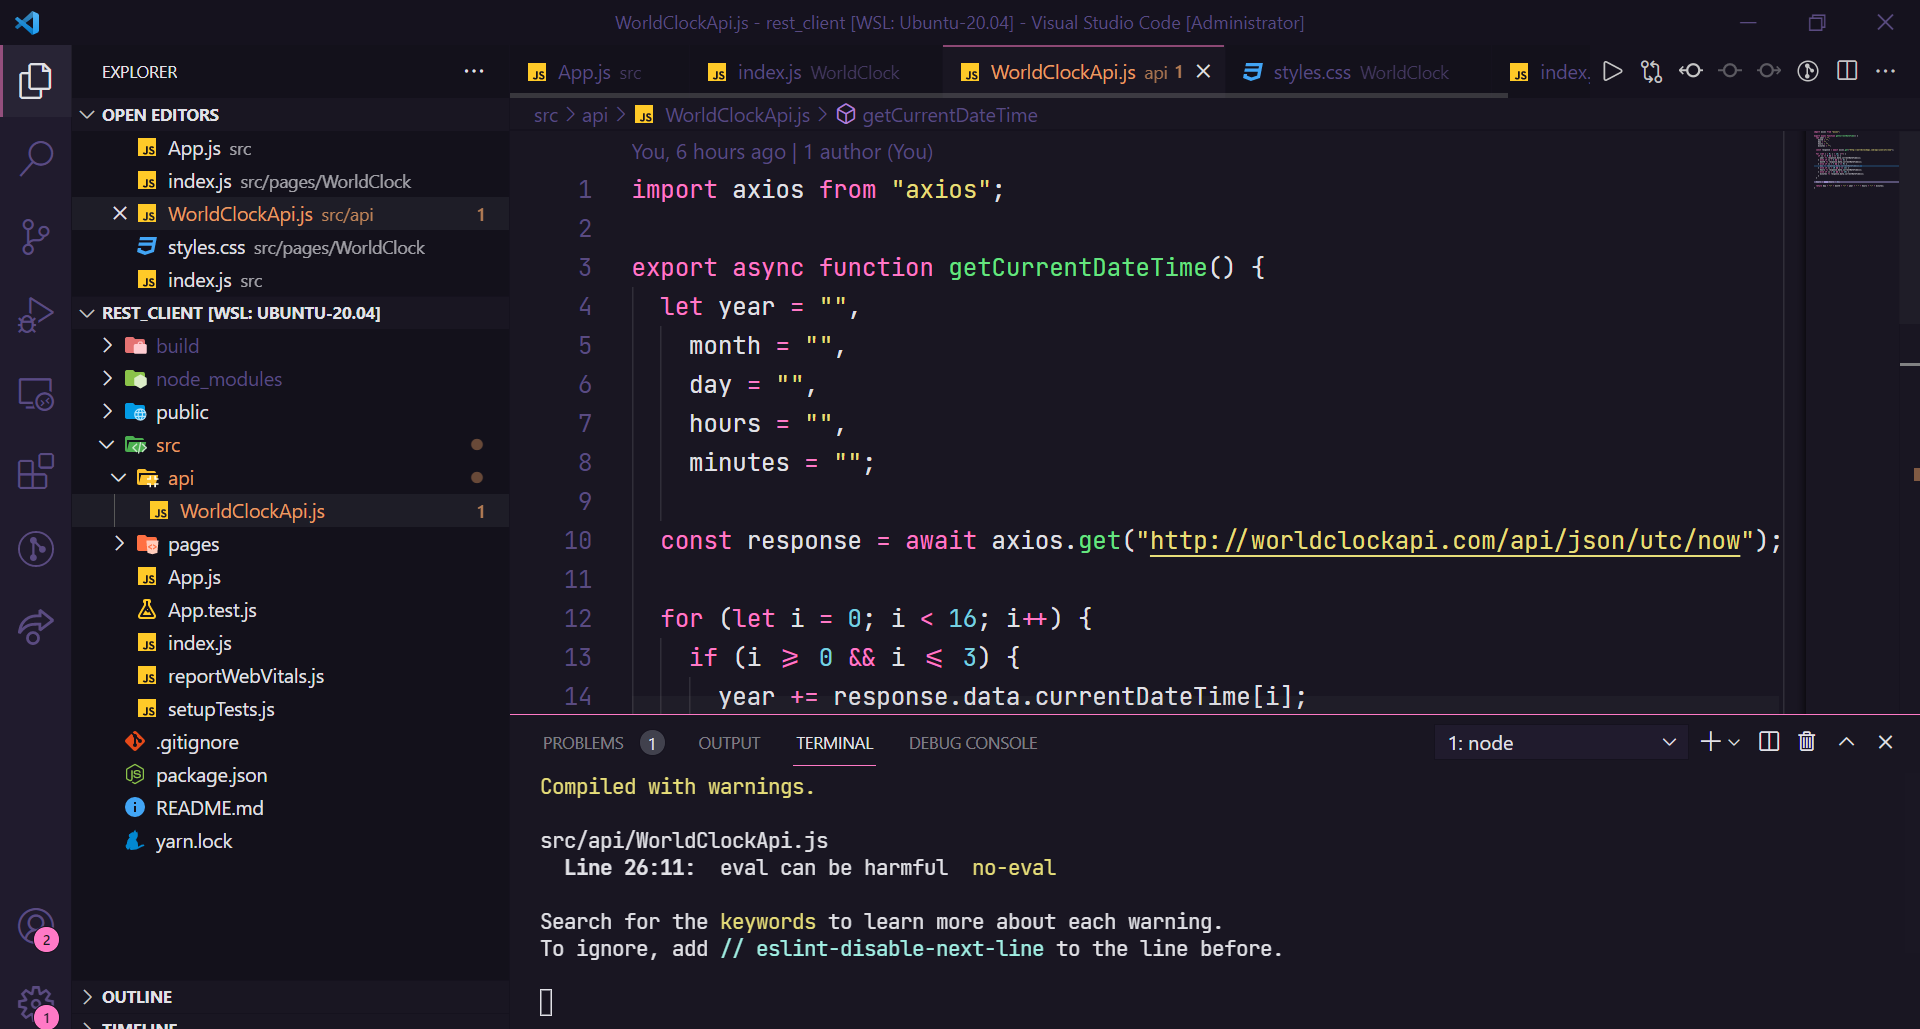 WorldClockApi.js - rest_client [WSL: Ubuntu-20.04] - Visual Studio Code [Administrator]
EXPLORER
OPEN EDITORS
App.js src
index.js src/pages/WorldClock
WorldClockApi.js src/api 1
styles.css src/pages/WorldClock
index.js src
REST_CLIENT [WSL: UBUNTU-20.04]
build
node_modules
public
src
api
WorldClockApi.js 1
pages
App.js
App.test.js
index.js
reportWebVitals.js
setupTests.js
.gitignore
package.json
README.md
yarn.lock
OUTLINE
TIMELINE
2
1
App.js src
index.js WorldClock
WorldClockApi.js api 1
styles.css WorldClock
index.
src > api > JS WorldClockApi.js > getCurrentDateTime
You, 6 hours ago | 1 author (You)
1 import axios from "axios";
2
3 export async function getCurrentDateTime() {
4 let year = "",
5 month = "",
6 day = "",
7 hours = "",
8 minutes = "";
9
10 const response = await axios.get("http://worldclockapi.com/api/json/utc/now");
11
12 for (let i = 0; i < 16; i++) {
13 if (i >= 0 && i <= 3) {
14 year += response.data.currentDateTime[i];
PROBLEMS 1 OUTPUT TERMINAL DEBUG CONSOLE 1: node
Compiled with warnings.
src/api/WorldClockApi.js
Line 26:11: eval can be harmful no-eval
Search for the keywords to learn more about each warning.
To ignore, add // eslint-disable-next-line to the line before.